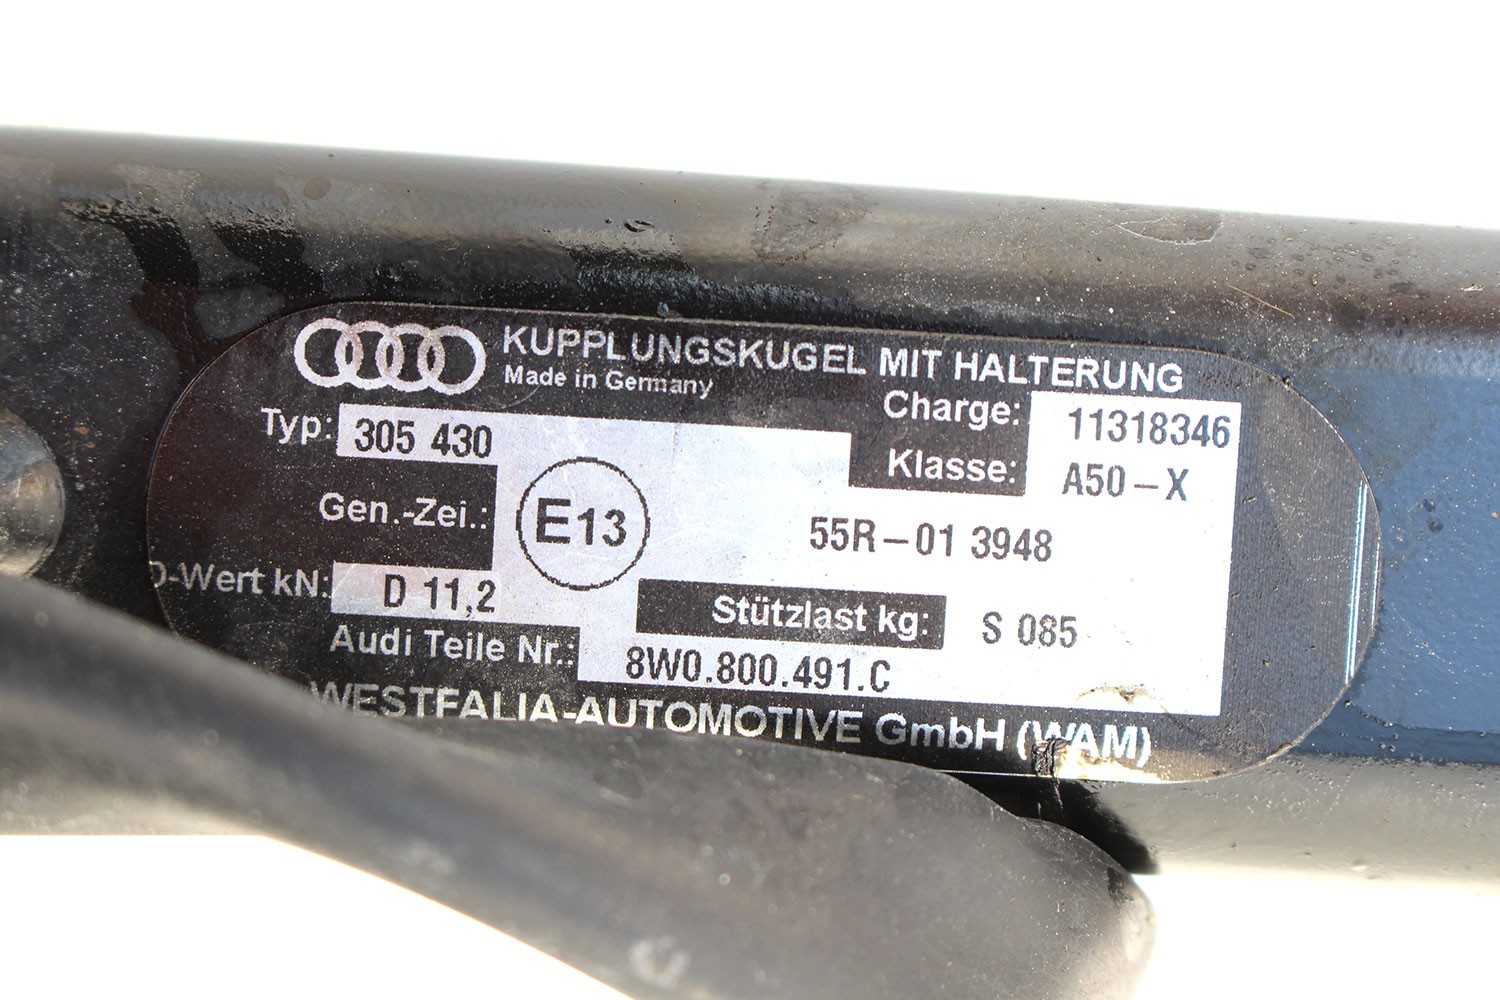 KUPPLUNGSKUGEL MIT HALTERUNG
Made in Germany
Charge: 11318346
Typ: 305 430
Klasse: A50-X
Gen.-Zei.: E13 55R-01 3948
D-Wert kN: D 11,2
Stützlast kg: S 085
Audi Teile Nr.: 8W0.800.491.C
WESTFALIA-AUTOMOTIVE GmbH (WAM)